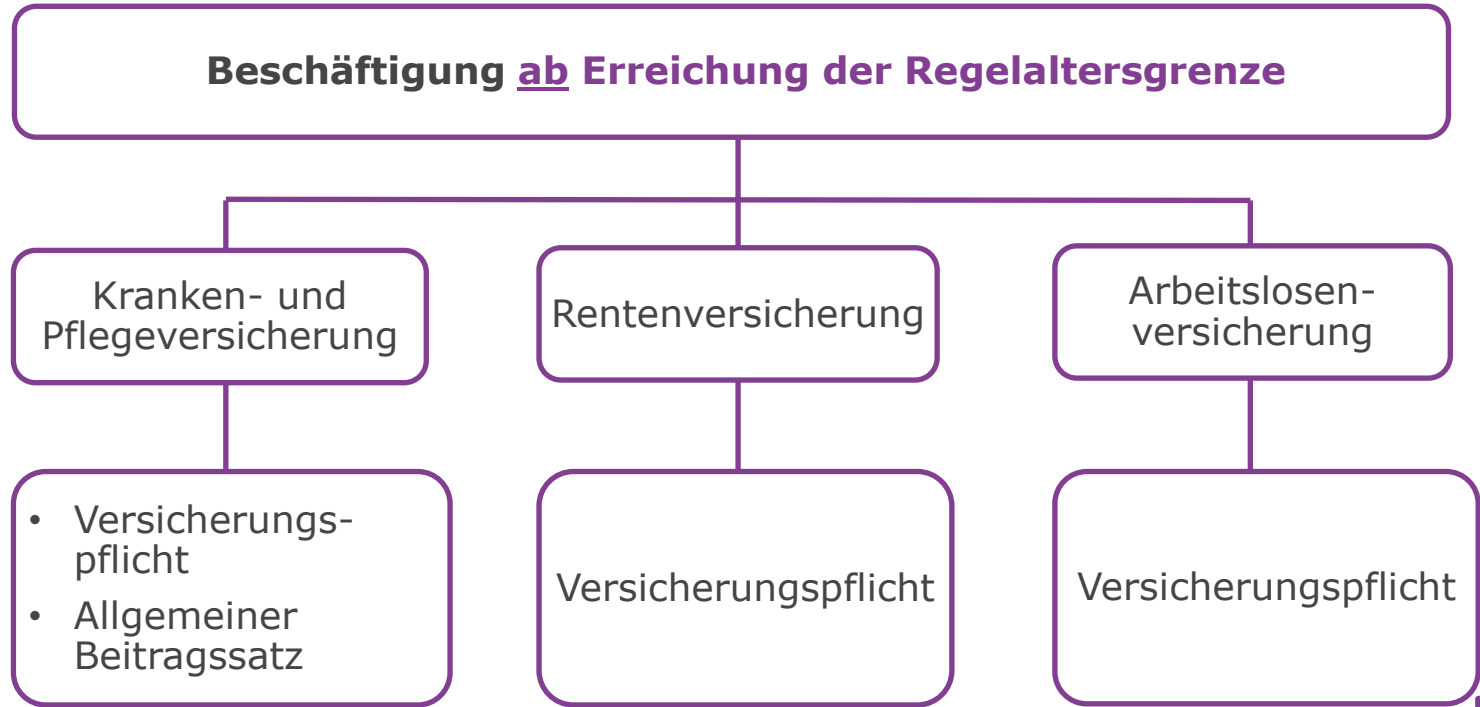 Beschäftigung ab Erreichung der Regelaltersgrenze
Kranken- und
Pflegeversicherung
Rentenversicherung
Arbeitslosen-
versicherung
• Versicherungs-
pflicht
• Allgemeiner
Beitragssatz
Versicherungspflicht
Versicherungspflicht